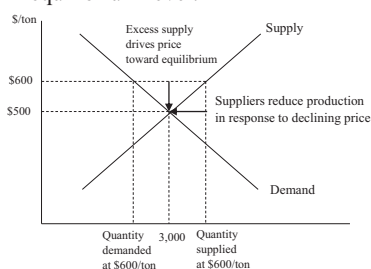 $/ton
Excess supply
drives price
toward equilibrium
Supply
$600
Suppliers reduce production
in response to declining price
$500
Demand
Quantity
demanded
at $600/ton
3,000
Quantity
supplied
at $600/ton